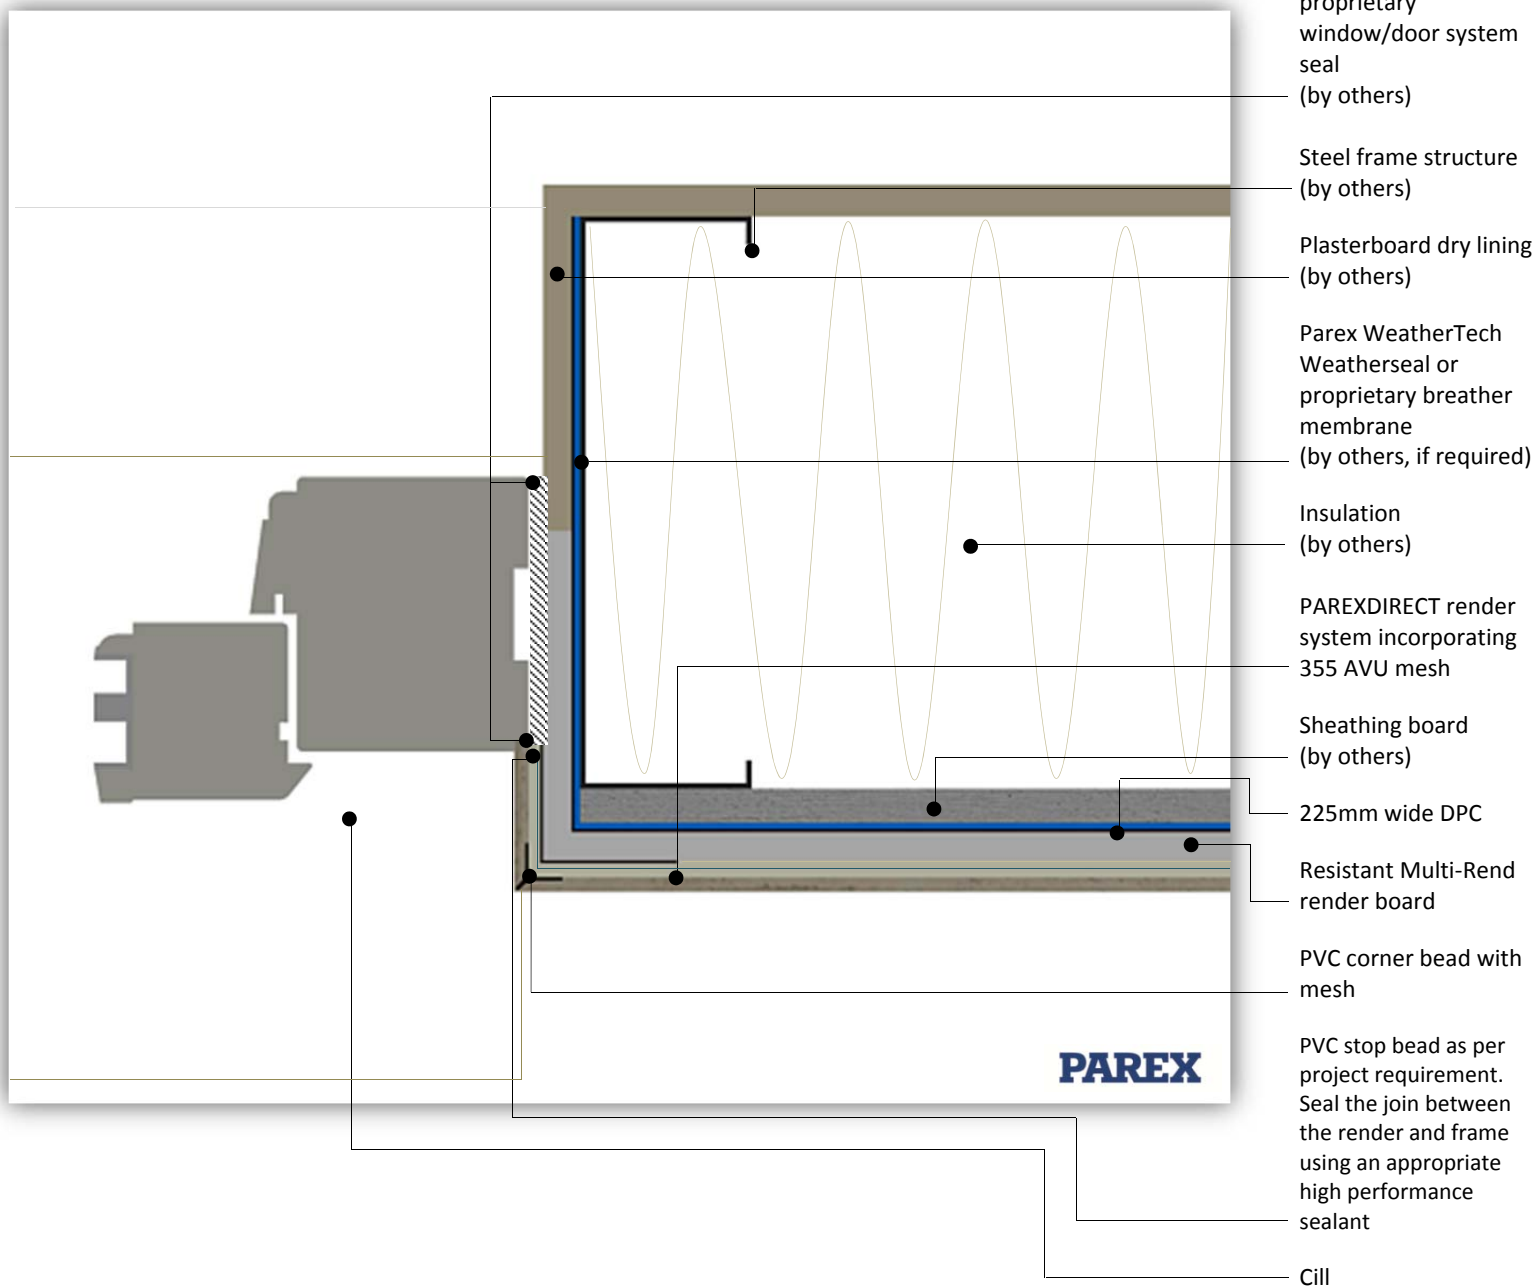 proprietary
window/door system
seal
(by others)
Steel frame structure
(by others)
Plasterboard dry lining
(by others)
Parex WeatherTech
Weatherseal or
proprietary breather
membrane
(by others, if required)
Insulation
(by others)
PAREXDIRECT render
system incorporating
355 AVU mesh
Sheathing board
(by others)
225mm wide DPC
Resistant Multi-Rend
render board
PVC corner bead with
mesh
PAREX
PVC stop bead as per
project requirement.
Seal the join between
the render and frame
using an appropriate
high performance
sealant
Cill